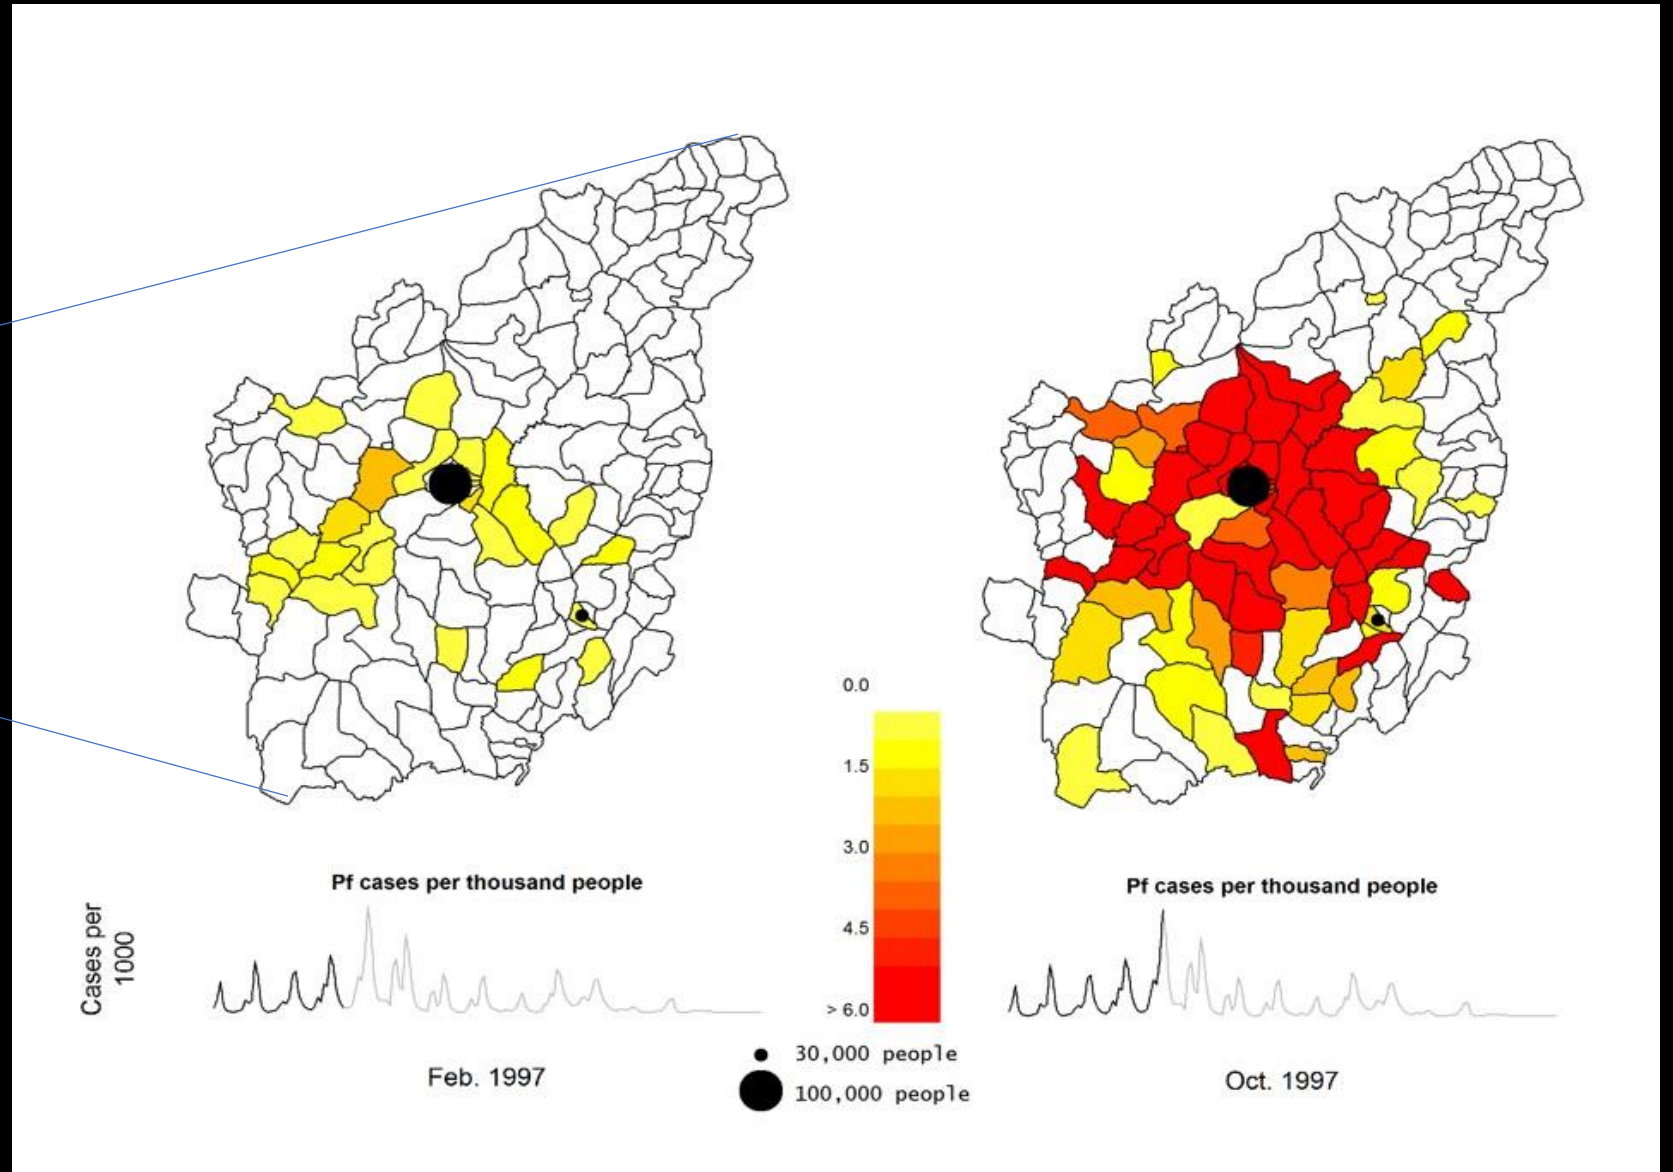 0.0
1.5
3.0
4.5
> 6.0
Pf cases per thousand people
Pf cases per thousand people
Cases per
1000
30,000 people
100,000 people
Feb. 1997
Oct. 1997